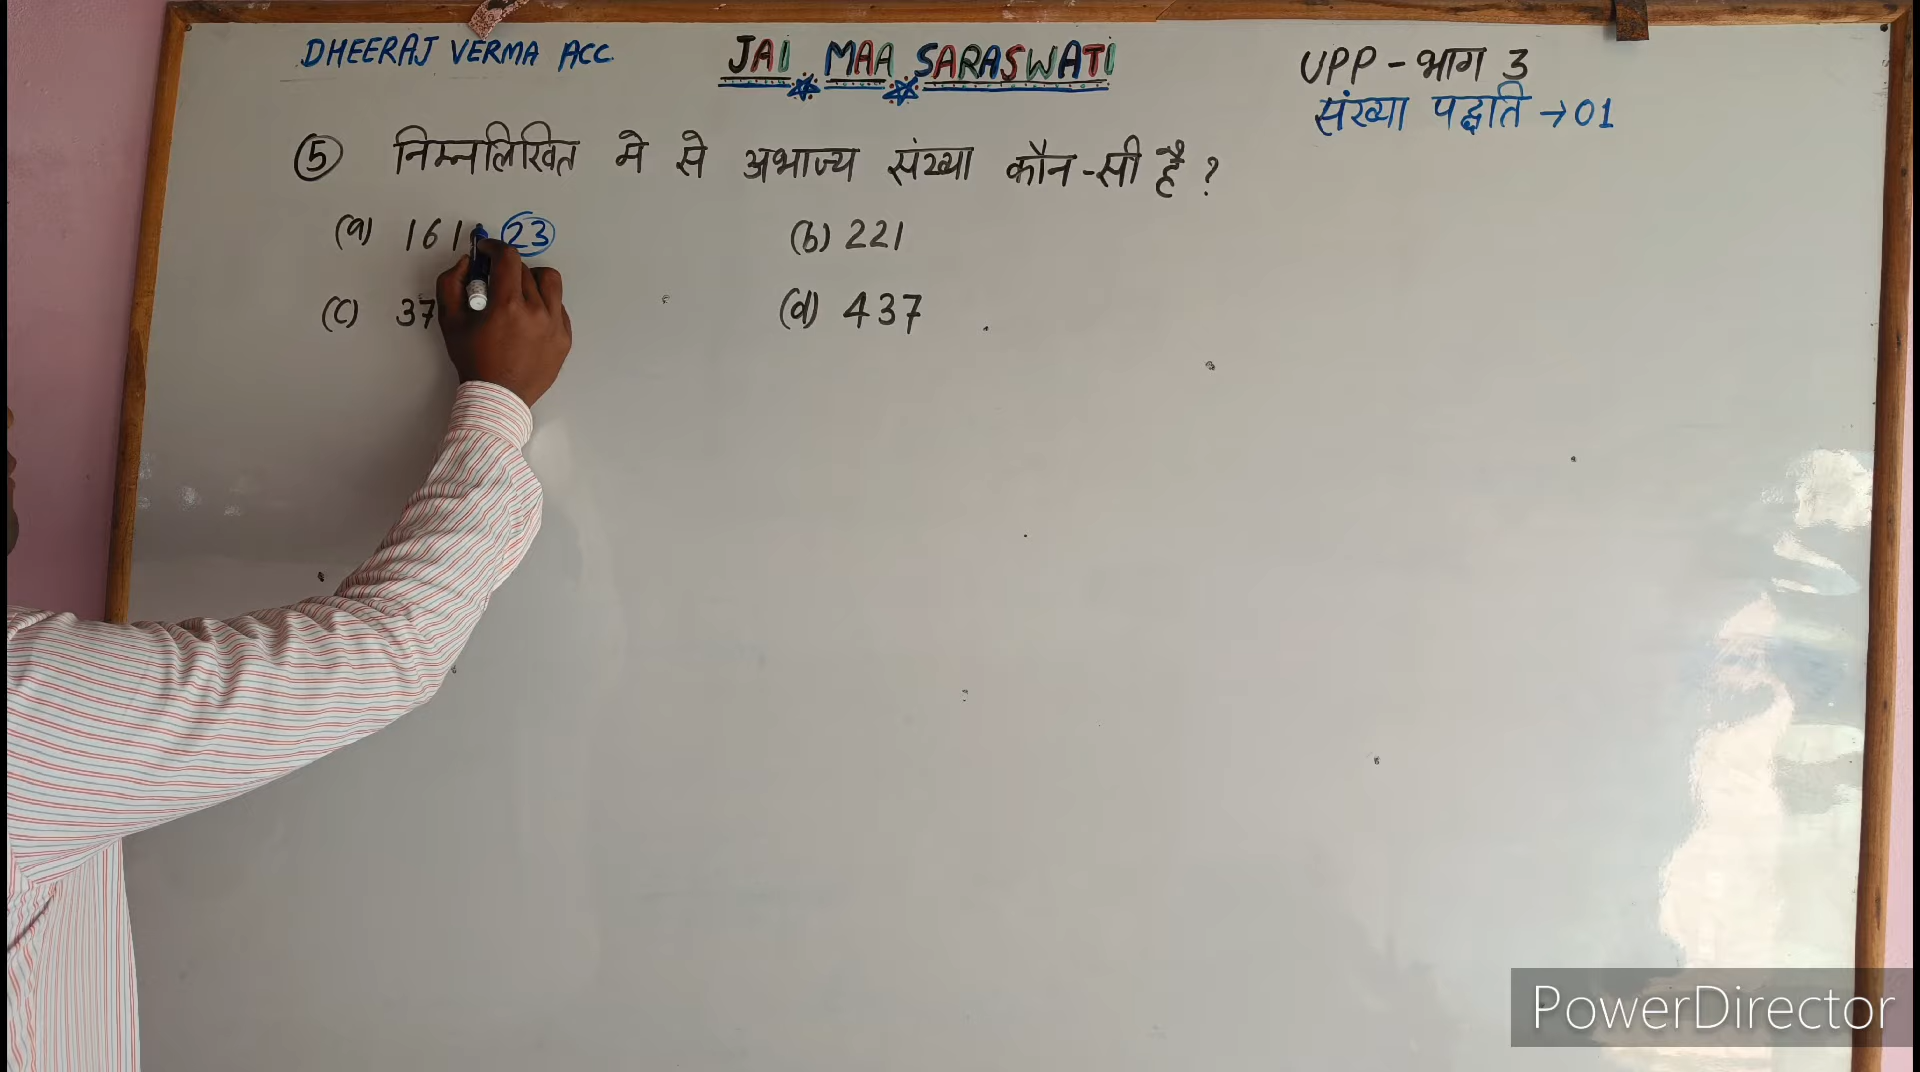 DHEERAJ VERMA ACC.
JAI MAA SARASWATI
UPP - भाग 3
संख्या पद्धति → 01
⑤ निम्नलिखित मे से अभाज्य संख्या कौन-सी है ?
(a) 161 23
(b) 221
(c) 37
(d) 437
PowerDirector